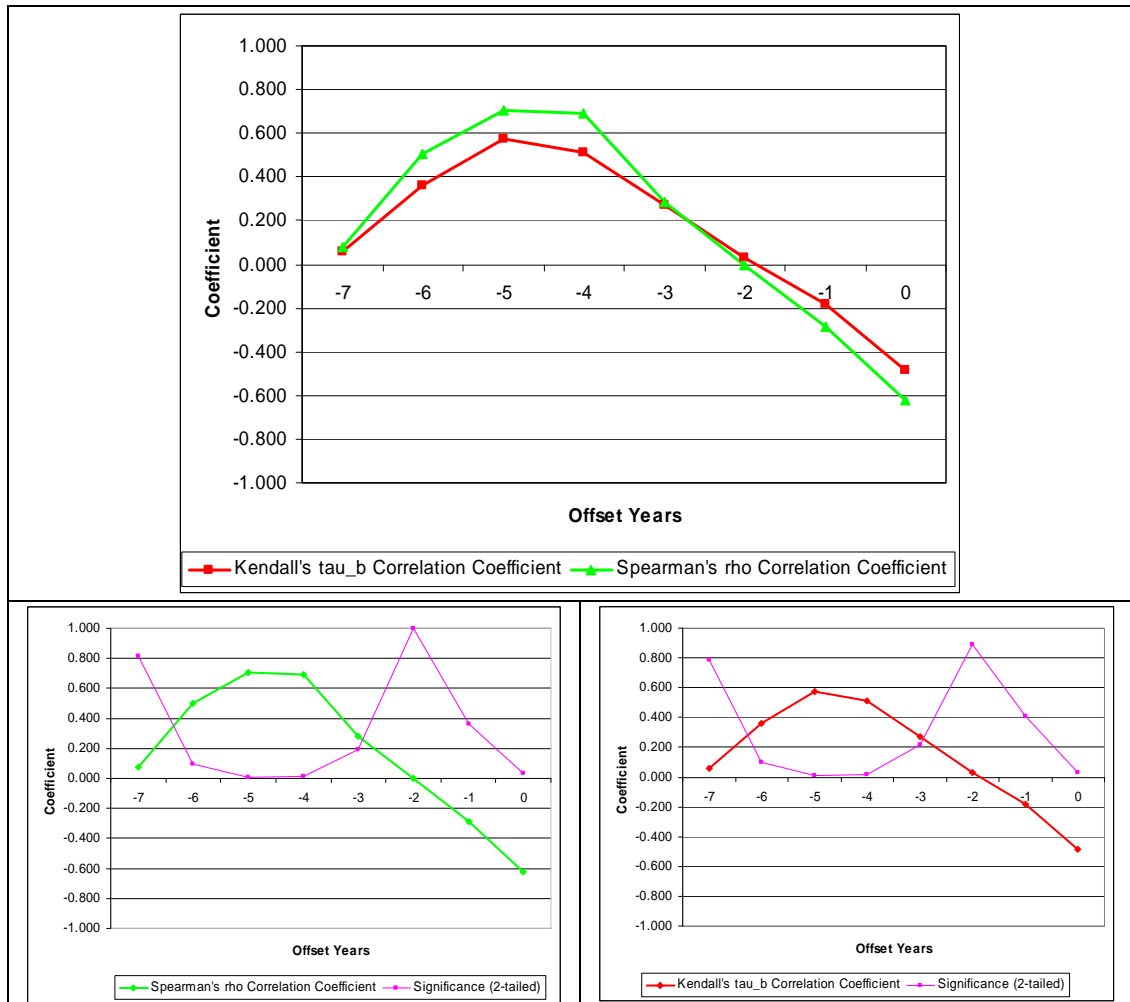 1.000
0.800
0.600
0.400
0.200
0.000
-0.200
-0.400
-0.600
-0.800
-1.000
Coefficient
-7 -6 -5 -4 -3 -2 -1 0
Offset Years
Kendall's tau_b Correlation Coefficient Spearman's rho Correlation Coefficient
1.000
0.800
0.600
0.400
0.200
0.000
-0.200
-0.400
-0.600
-0.800
-1.000
Coefficient
-7 -6 -5 -4 -3 -2 -1 0
Offset Years
Spearman's rho Correlation Coefficient Significance (2-tailed)
1.000
0.800
0.600
0.400
0.200
0.000
-0.200
-0.400
-0.600
-0.800
-1.000
Coefficient
-7 -6 -5 -4 -3 -2 -1 0
Offset Years
Kendall's tau_b Correlation Coefficient Significance (2-tailed)